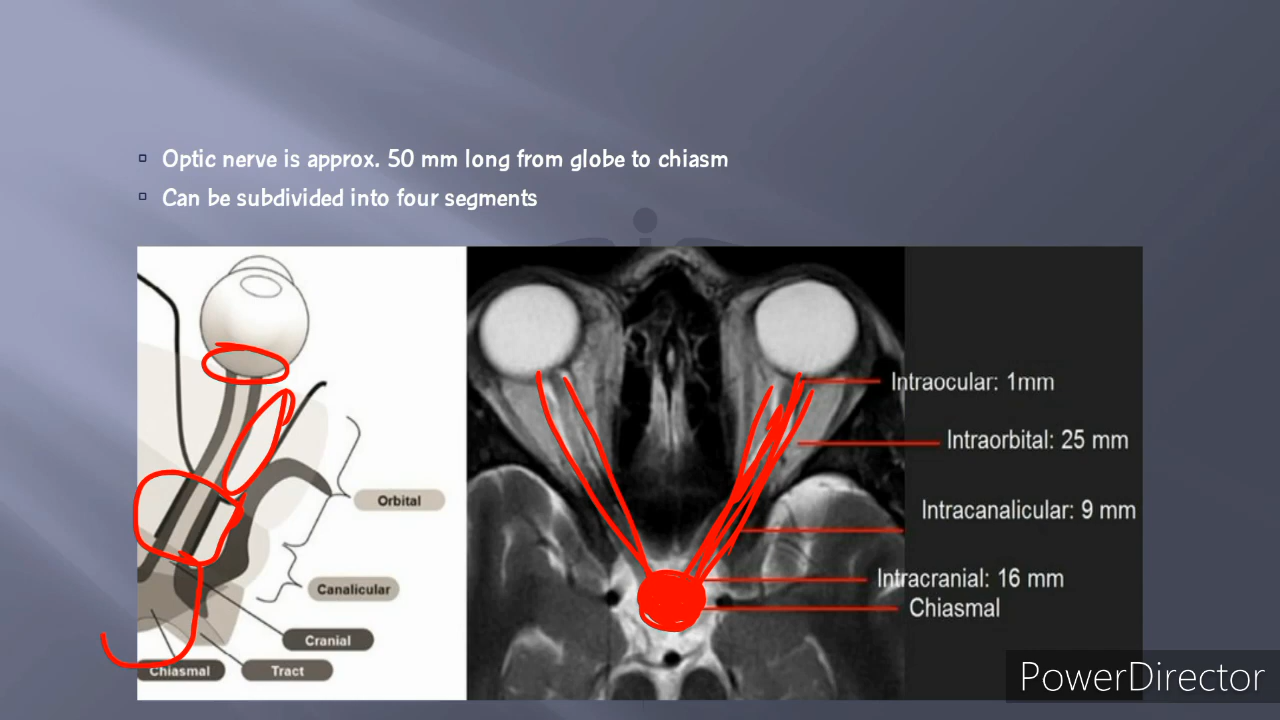 Optic nerve is approx. 50 mm long from globe to chiasm
Can be subdivided into four segments
Intraocular: 1mm
Intraorbital: 25 mm
Orbital
Intracanalicular: 9 mm
Canalicular
Intracranial: 16 mm
Chiasmal
Cranial
Chiasmal
Tract
PowerDirector